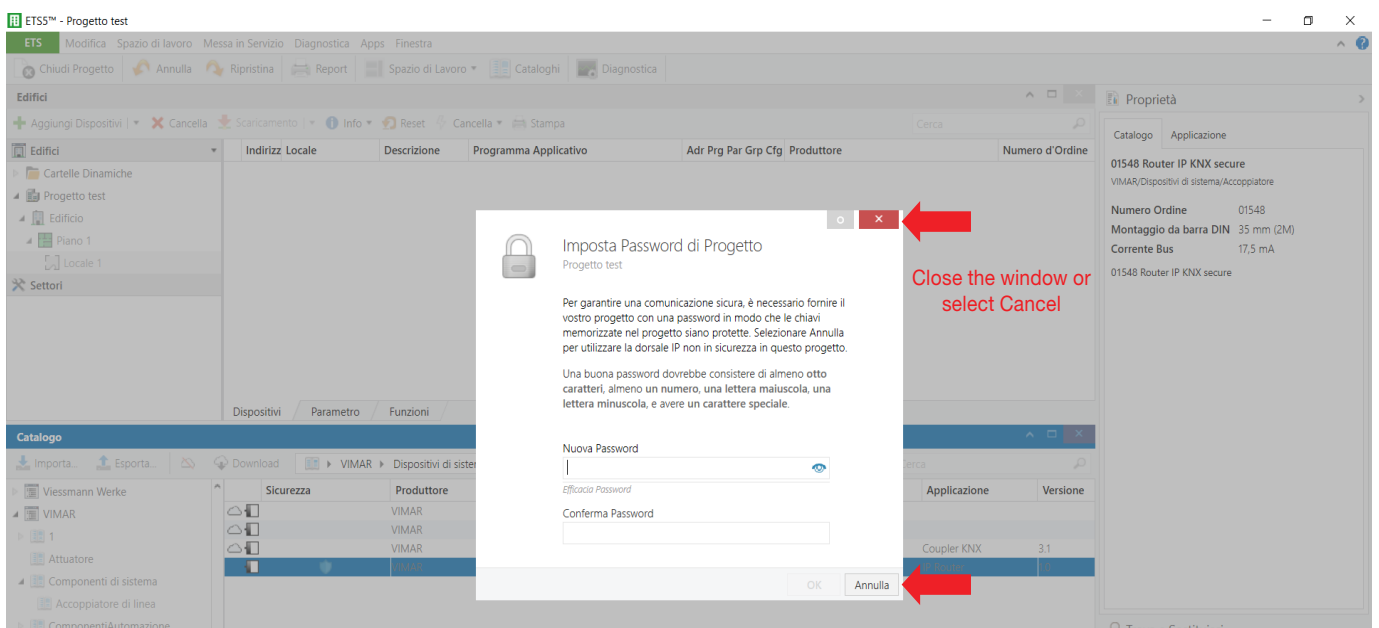 ETS5™ - Progetto test
ETS Modifica Spazio di lavoro Messa in Servizio Diagnostica Apps Finestra
Chiudi Progetto Annulla Ripristina Report Spazio di Lavoro Cataloghi Diagnostica
Edifici
Aggiungi Dispositivi Cancella Scaricamento Info Reset Cancella Stampa Cerca
Edifici
Indirizz Locale Descrizione Programma Applicativo Adr Prg Par Grp Cfg Produttore Numero d'Ordine
Cartelle Dinamiche
Progetto test
Edificio
Piano 1
Locale 1
Settori
Dispositivi Parametro Funzioni
Proprietà
Catalogo Applicazione
01548 Router IP KNX secure
VIMAR/Dispositivi di sistema/Accoppiatore
Numero Ordine 01548
Montaggio da barra DIN 35 mm (2M)
Corrente Bus 17,5 mA
01548 Router IP KNX secure
Imposta Password di Progetto
Progetto test
Per garantire una comunicazione sicura, è necessario fornire il
vostro progetto con una password in modo che le chiavi
memorizzate nel progetto siano protette. Selezionare Annulla
per utilizzare la dorsale IP non in sicurezza in questo progetto.
Una buona password dovrebbe consistere di almeno otto
caratteri, almeno un numero, una lettera maiuscola, una
lettera minuscola, e avere un carattere speciale.
Nuova Password
Efficacia Password
Conferma Password
OK Annulla
Close the window or
select Cancel
Catalogo
Importa... Esporta... Download VIMAR Dispositivi di sister Cerca
Viessmann Werke
VIMAR
1
Attuatore
Componenti di sistema
Accoppiatore di linea
ComponentiAutomazione
Sicurezza Produttore Applicazione Versione
VIMAR
VIMAR
VIMAR Coupler KNX 3.1
VIMAR IP Router